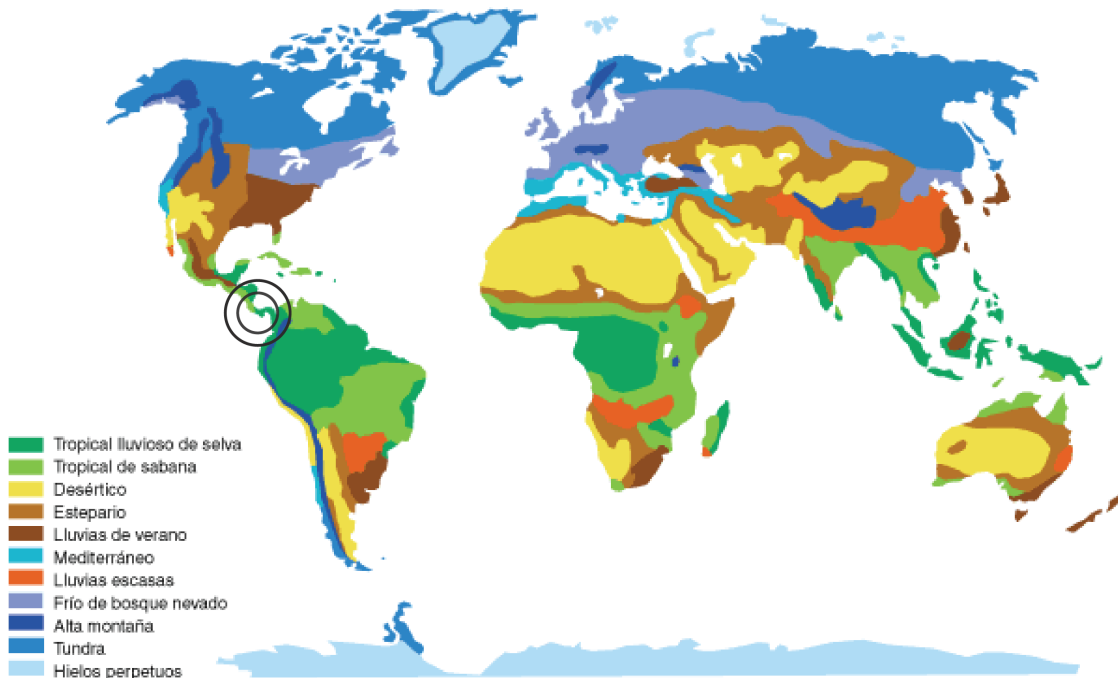 Tropical lluvioso de selva
Tropical de sabana
Desértico
Estepario
Lluvias de verano
Mediterráneo
Lluvias escasas
Frío de bosque nevado
Alta montaña
Tundra
Hielos perpetuos